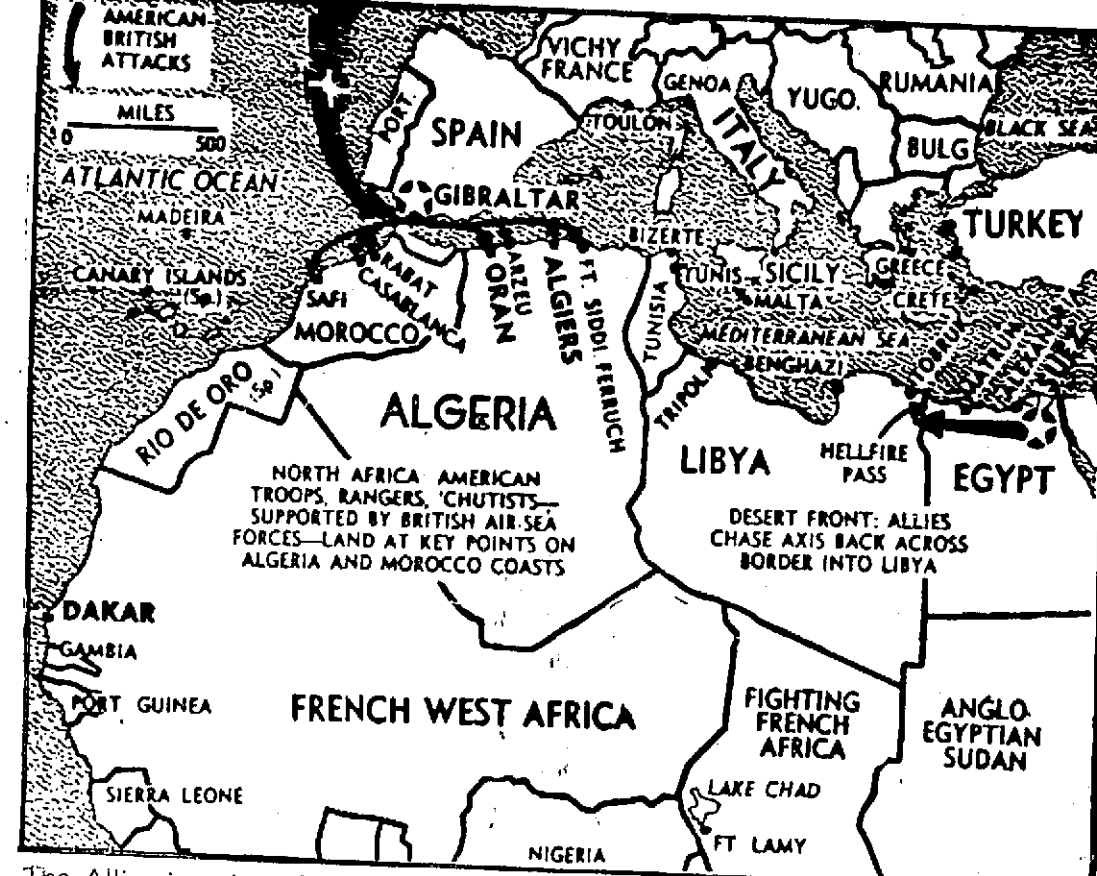 AMERICAN-
BRITISH
ATTACKS
MILES
0 500
ATLANTIC OCEAN
MADEIRA
CANARY ISLANDS
(Sp.)
PORT.
SPAIN
GIBRALTAR
VICHY
FRANCE
TOULON
GENOA
ITALY
YUGO.
RUMANIA
BULG
BLACK SEA
TURKEY
GREECE
CRETE
SICILY
MALTA
BIZERTE
TUNIS
TUNISIA
MEDITERRANEAN SEA
BENGHAZI
TRIPOLI
SUEZ
SAFI
RABAT
CASABLANCA
MOROCCO
ORAN
ARZEU
ALGIERS
FT. SIDDI FERRUCH
RIO DE ORO
(Sp.)
ALGERIA
LIBYA
HELLFIRE
PASS
EGYPT
NORTH AFRICA: AMERICAN
TROOPS, RANGERS, 'CHUTISTS—
SUPPORTED BY BRITISH AIR-SEA
FORCES—LAND AT KEY POINTS ON
ALGERIA AND MOROCCO COASTS
DESERT FRONT: ALLIES
CHASE AXIS BACK ACROSS
BORDER INTO LIBYA
DAKAR
GAMBIA
PORT GUINEA
SIERRA LEONE
FRENCH WEST AFRICA
FIGHTING
FRENCH
AFRICA
LAKE CHAD
FT LAMY
NIGERIA
ANGLO-
EGYPTIAN
SUDAN
The